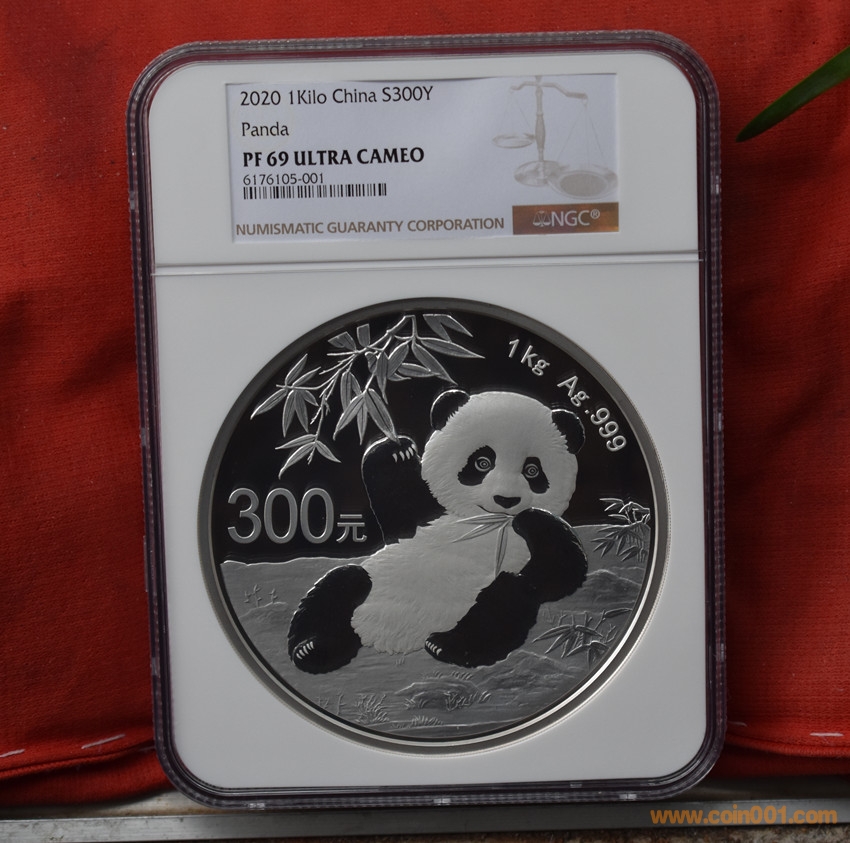 2020 1Kilo China S300Y
Panda
PF 69 ULTRA CAMEO
6176105-001
NUMISMATIC GUARANTY CORPORATION
NGC®
1kg Ag.999
300元
www.coin001.com